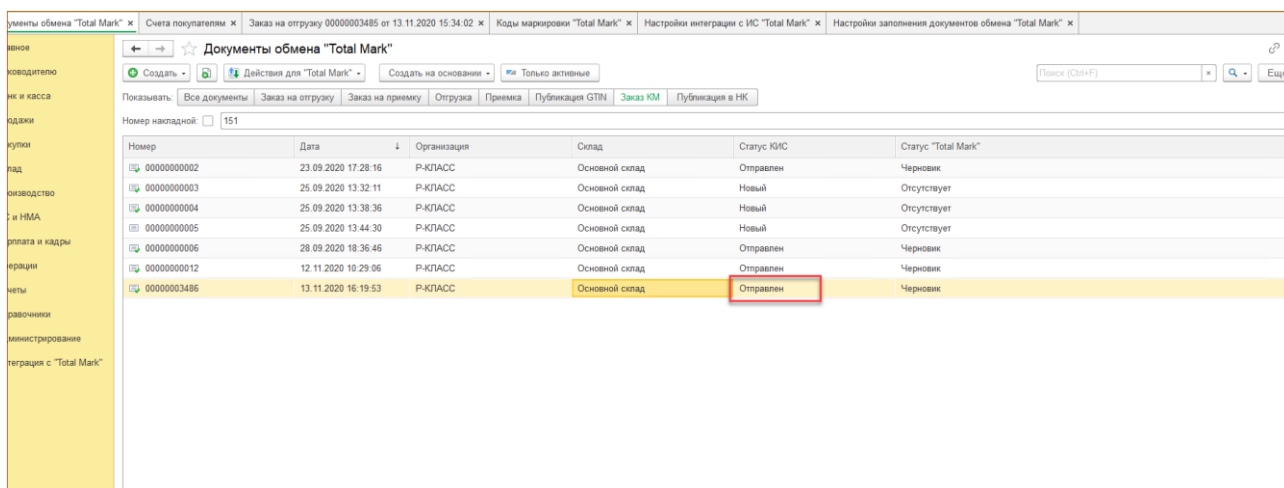 ументы обмена "Total Mark" × Счета покупателям × Заказ на отгрузку 00000003485 от 13.11.2020 15:34:02 × Коды маркировки "Total Mark" × Настройки интеграции с ИС "Total Mark" × Настройки заполнения документов обмена "Total Mark" ×
авное
Документы обмена "Total Mark"
ководителю
Создать Действия для "Total Mark" Создать на основании Только активные Поиск (Ctrl+F) × Ещё
нк и касса
Показывать: Все документы Заказ на отгрузку Заказ на приемку Отгрузка Приемка Публикация GTIN Заказ КМ Публикация в НК
одажи
Номер накладной: 151
купки
Номер Дата ↓ Организация Склад Статус КИС Статус "Total Mark"
лад
00000000002 23.09.2020 17:28:16 Р-КЛАСС Основной склад Отправлен Черновик
оизводство
00000000003 25.09.2020 13:32:11 Р-КЛАСС Основной склад Новый Отсутствует
С и НМА
00000000004 25.09.2020 13:38:36 Р-КЛАСС Основной склад Новый Отсутствует
рплата и кадры
00000000005 25.09.2020 13:44:30 Р-КЛАСС Основной склад Новый Отсутствует
ерации
00000000006 28.09.2020 18:36:46 Р-КЛАСС Основной склад Отправлен Черновик
00000000012 12.11.2020 10:29:06 Р-КЛАСС Основной склад Отправлен Черновик
четы
00000003486 13.11.2020 16:19:53 Р-КЛАСС Основной склад Отправлен Черновик
равочники
министрирование
теграция с "Total Mark"